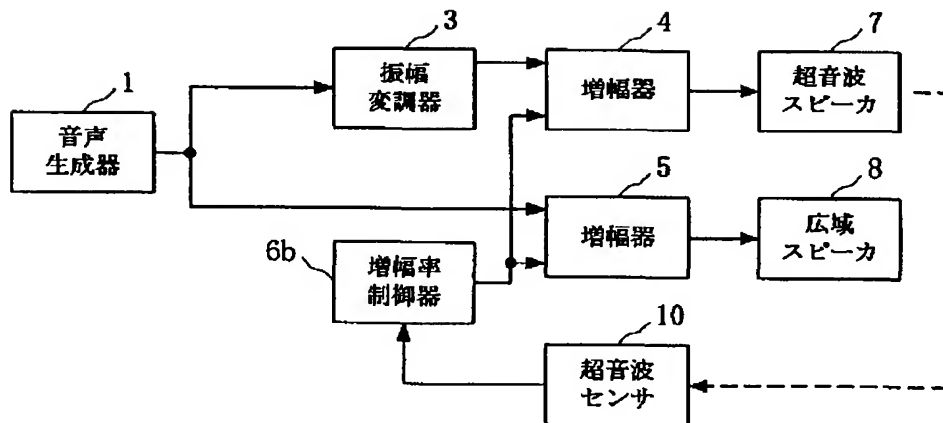 3
振幅
変調器
4
増幅器
7
超音波
スピーカ
1
音声
生成器
5
増幅器
8
広域
スピーカ
6b
増幅率
制御器
10
超音波
センサ